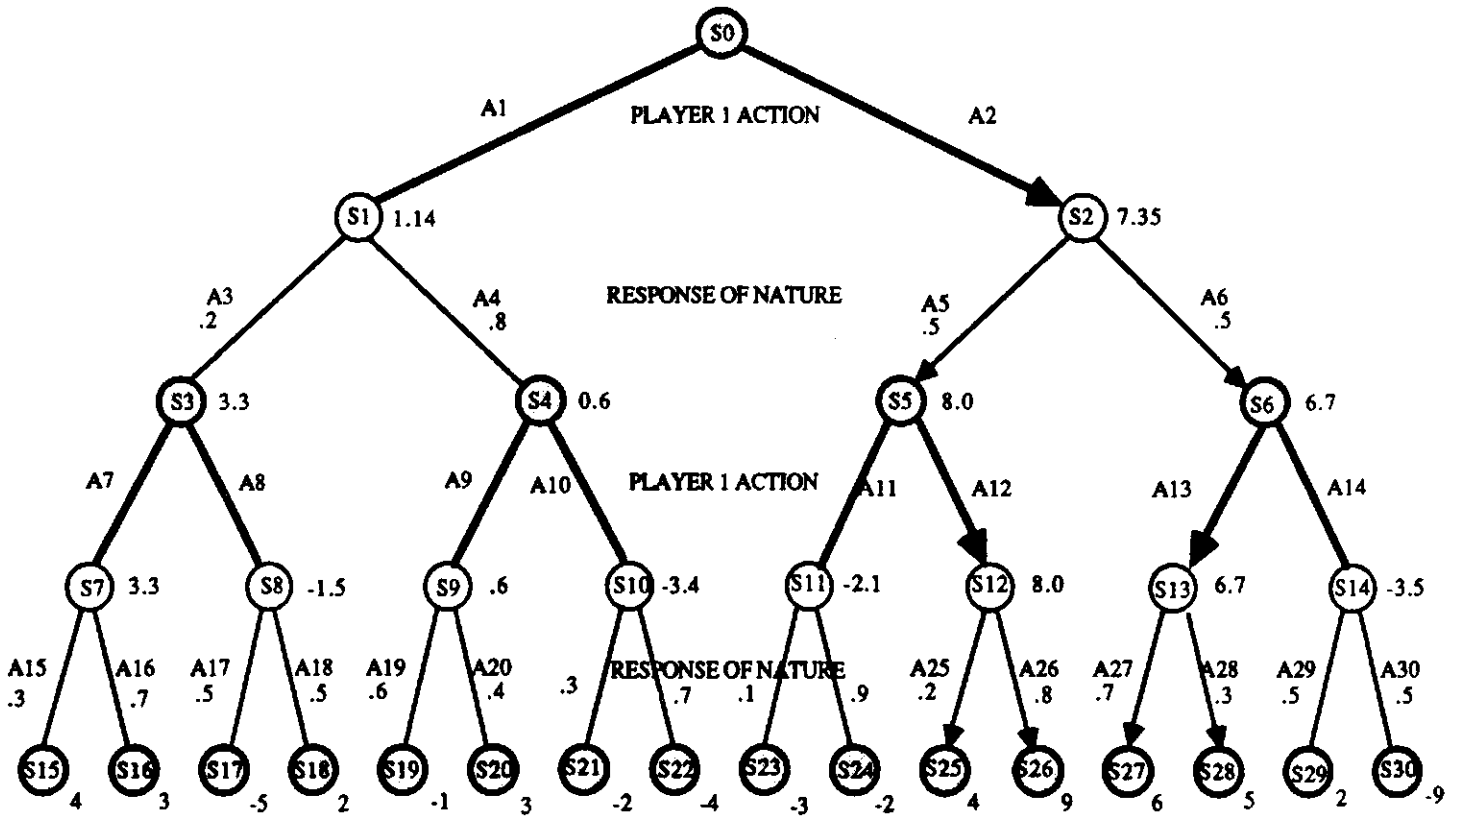 S0
A1 PLAYER 1 ACTION A2
S1 1.14 S2 7.35
A3 A4 RESPONSE OF NATURE A5 A6
.2 .8 .5 .5
S3 3.3 S4 0.6 S5 8.0 S6 6.7
A7 A8 A9 A10 PLAYER 1 ACTION A11 A12 A13 A14
S7 3.3 S8 -1.5 S9 .6 S10 -3.4 S11 -2.1 S12 8.0 S13 6.7 S14 -3.5
A15 A16 A17 A18 A19 A20 RESPONSE OF NATURE A25 A26 A27 A28 A29 A30
.3 .7 .5 .5 .6 .4 .3 .7 .1 .9 .2 .8 .7 .3 .5 .5
S15 S16 S17 S18 S19 S20 S21 S22 S23 S24 S25 S26 S27 S28 S29 S30
4 3 -5 2 -1 3 -2 -4 -3 -2 4 9 6 5 2 -9